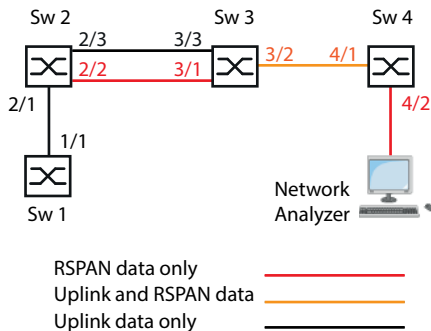 Sw 2
Sw 3
Sw 4
2/3
3/3
2/2
3/1
3/2
4/1
2/1
4/2
1/1
Sw 1
Network
Analyzer
RSPAN data only
Uplink and RSPAN data
Uplink data only